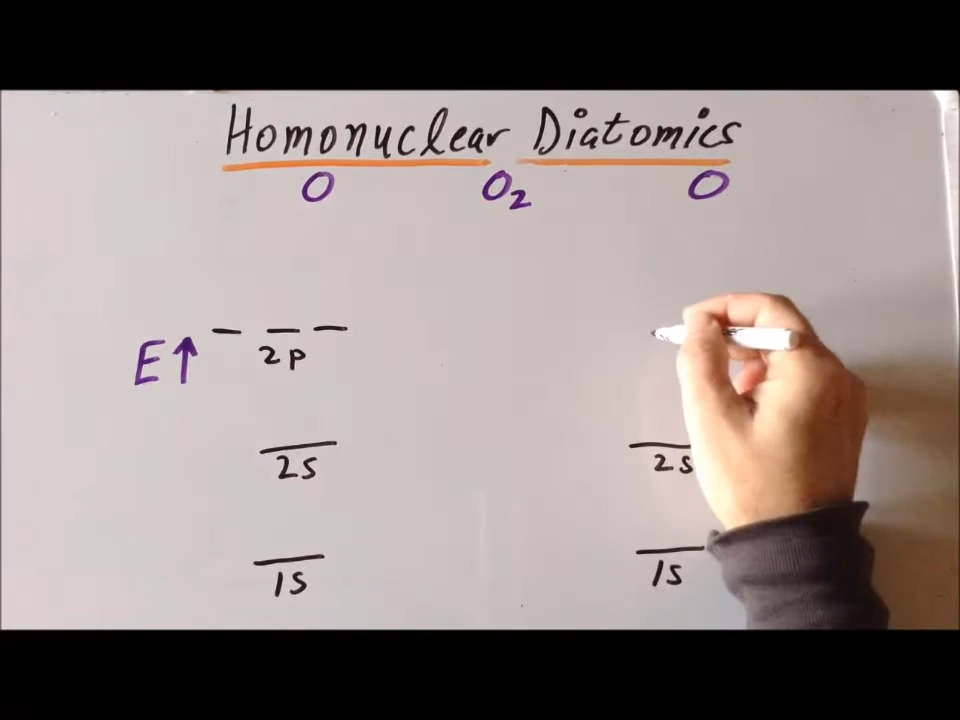 Homonuclear Diatomics
O O₂ O
E↑
2p
2s 2s
1s 1s